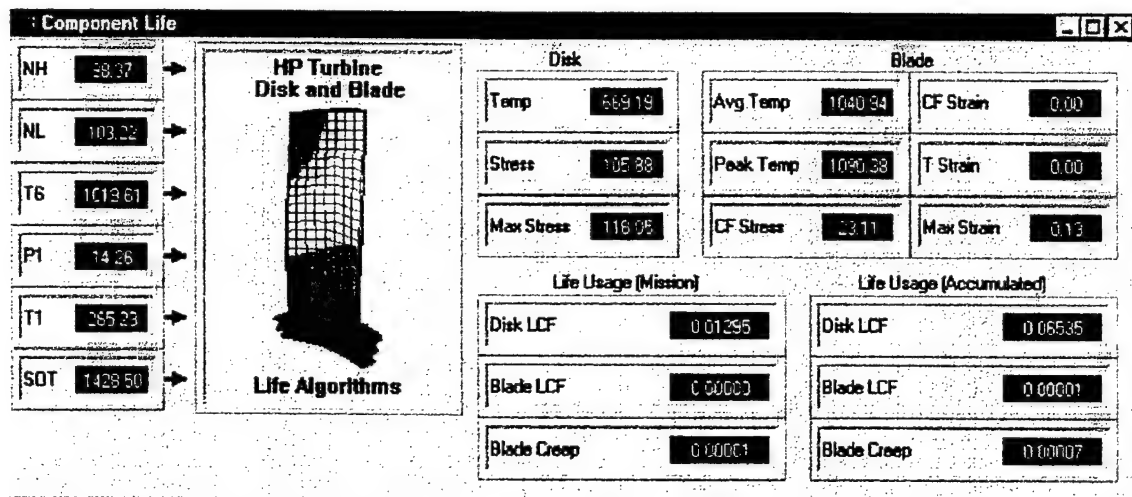 Component Life
NH
NL 103.22
T6 1013.61
P1 14.26
T1 285.23
SOT 1428.50
HP Turbine
Disk and Blade
Life Algorithms
Disk
Temp 669.19
Stress 105.88
Max Stress 116.05
Blade
Avg Temp 1040.94 CF Strain 0.00
Peak Temp 1090.38 T Strain 0.00
CF Stress 23.11 Max Strain 0.13
Life Usage (Mission)
Disk LCF 0.01295
Blade LCF 0.00000
Blade Creep 0.00001
Life Usage (Accumulated)
Disk LCF 0.06535
Blade LCF 0.00001
Blade Creep 0.00007